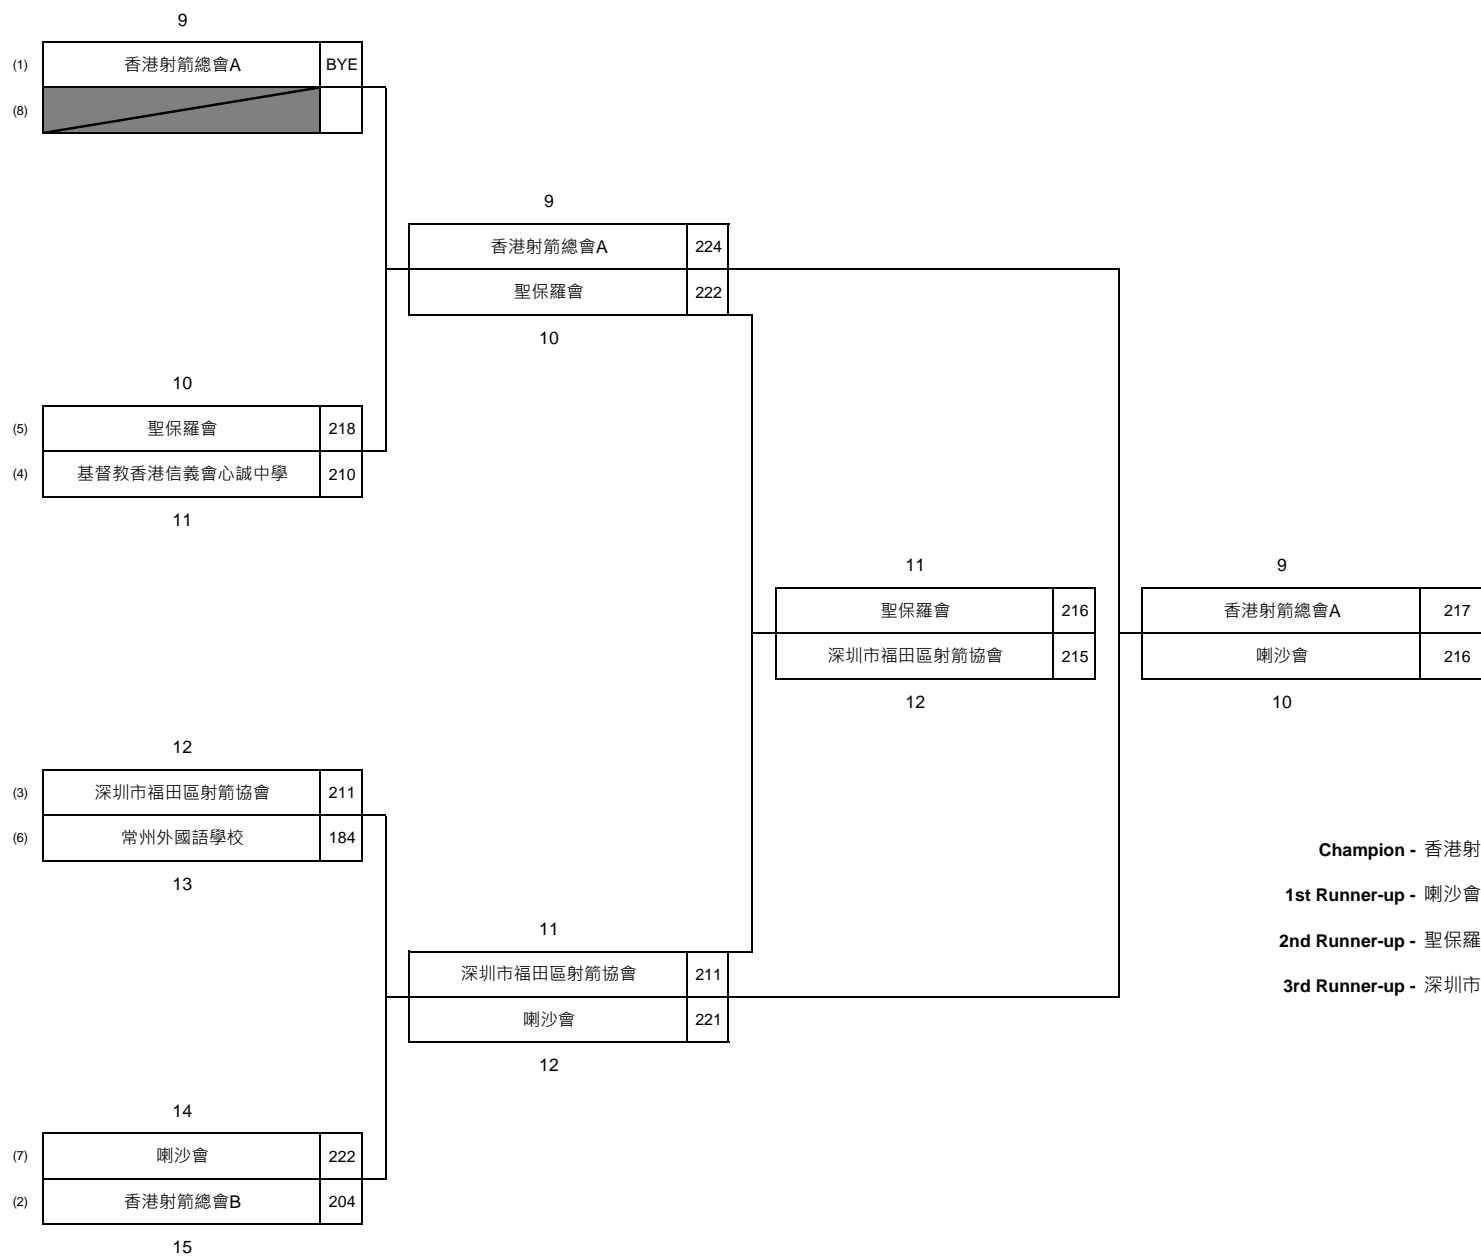 9
(1) 香港射箭總會A BYE
(8)
9
香港射箭總會A 224
聖保羅會 222
10
10
(5) 聖保羅會 218
(4) 基督教香港信義會心誠中學 210
11
11
聖保羅會 216
深圳市福田區射箭協會 215
12
9
香港射箭總會A 217
喇沙會 216
10
12
(3) 深圳市福田區射箭協會 211
(6) 常州外國語學校 184
13
Champion - 香港射
1st Runner-up - 喇沙會
2nd Runner-up - 聖保羅
3rd Runner-up - 深圳市
11
深圳市福田區射箭協會 211
喇沙會 221
12
14
(7) 喇沙會 222
(2) 香港射箭總會B 204
15